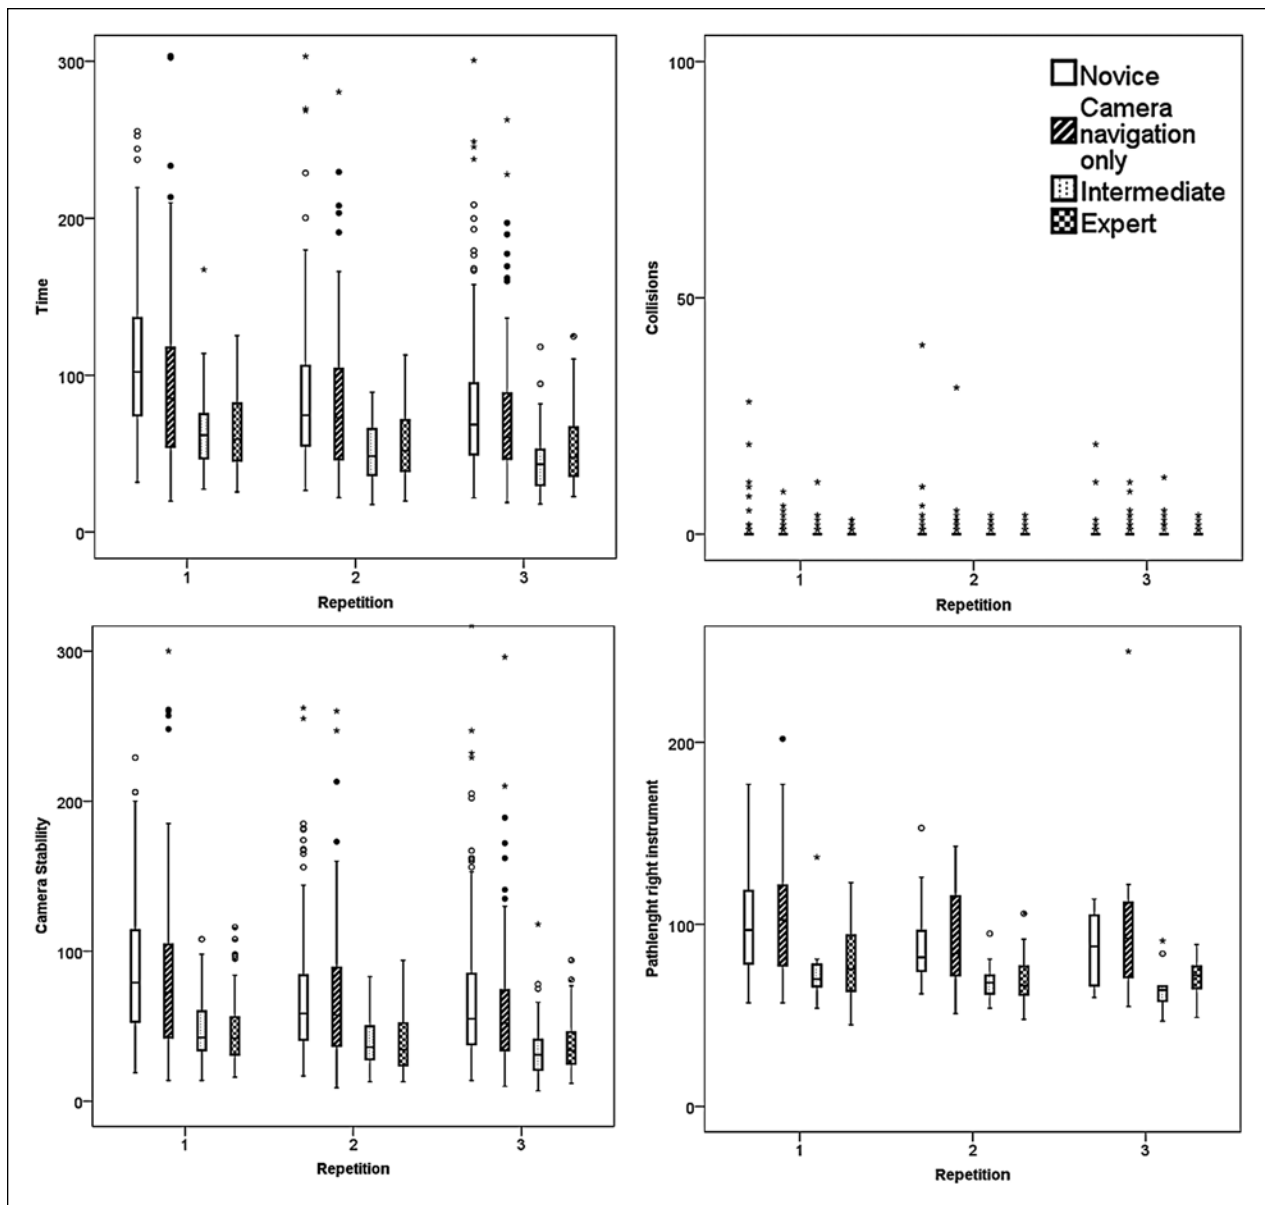 300
200
100
0
Time
1
2
3
Repetition
100
50
0
Collisions
Novice
Camera
navigation
only
Intermediate
Expert
1
2
3
Repetition
300
200
100
0
Camera Stability
1
2
3
Repetition
200
100
0
Pathlenght right instrument
1
2
3
Repetition